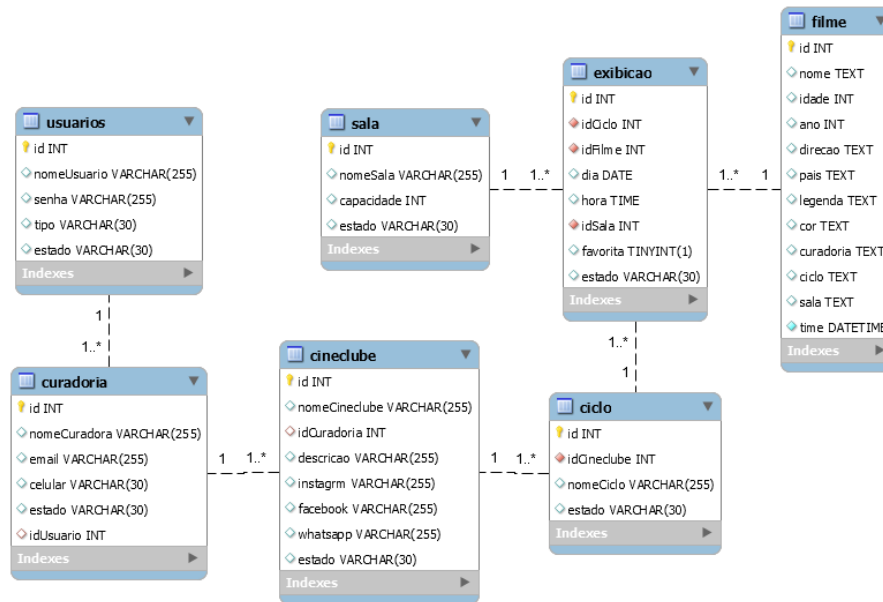 usuarios
id INT
nomeUsuario VARCHAR(255)
senha VARCHAR(255)
tipo VARCHAR(30)
estado VARCHAR(30)
Indexes
1
1..*
curadoria
id INT
nomeCuradora VARCHAR(255)
email VARCHAR(255)
celular VARCHAR(30)
estado VARCHAR(30)
idUsuario INT
Indexes
1
1..*
sala
id INT
nomeSala VARCHAR(255)
capacidade INT
estado VARCHAR(30)
Indexes
1
1..*
cineclube
id INT
nomeCineclube VARCHAR(255)
idCuradoria INT
descricao VARCHAR(255)
instagrm VARCHAR(255)
facebook VARCHAR(255)
whatsapp VARCHAR(255)
estado VARCHAR(30)
Indexes
1
1..*
exibicao
id INT
idCiclo INT
idFilme INT
dia DATE
hora TIME
idSala INT
favorita TINYINT(1)
estado VARCHAR(30)
Indexes
1..*
1
1..*
1
ciclo
id INT
idCineclube INT
nomeCiclo VARCHAR(255)
estado VARCHAR(30)
Indexes
filme
id INT
nome TEXT
idade INT
ano INT
direcao TEXT
pais TEXT
legenda TEXT
cor TEXT
curadoria TEXT
ciclo TEXT
sala TEXT
time DATETIME
Indexes